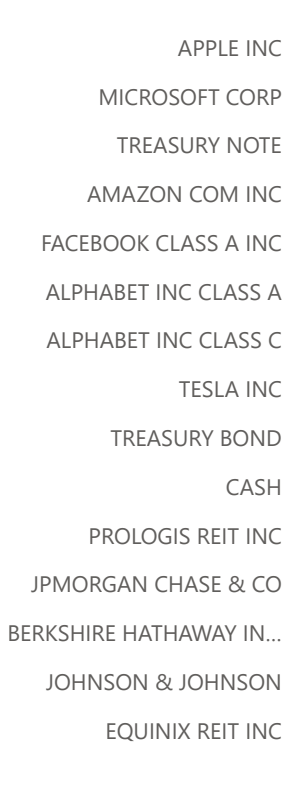 APPLE INC
MICROSOFT CORP
TREASURY NOTE
AMAZON COM INC
FACEBOOK CLASS A INC
ALPHABET INC CLASS A
ALPHABET INC CLASS C
TESLA INC
TREASURY BOND
CASH
PROLOGIS REIT INC
JPMORGAN CHASE & CO
BERKSHIRE HATHAWAY IN...
JOHNSON & JOHNSON
EQUINIX REIT INC